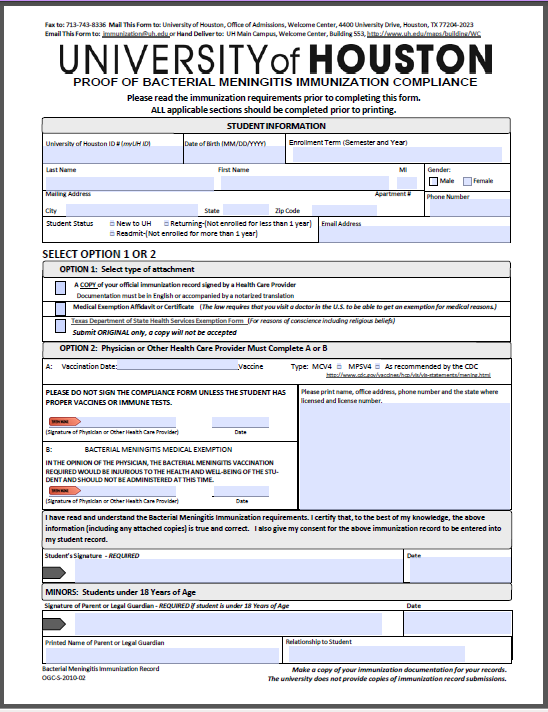 Fax to: 713-743-8336 Mail This Form to: University of Houston, Office of Admissions, Welcome Center, 4400 University Drive, Houston, TX 77204-2023
Email This Form to: immunization@uh.edu or Hand Deliver to: UH Main Campus, Welcome Center, Building 553, http://www.uh.edu/maps/building/WC
UNIVERSITY of HOUSTON
PROOF OF BACTERIAL MENINGITIS IMMUNIZATION COMPLIANCE
Please read the immunization requirements prior to completing this form.
ALL applicable sections should be completed prior to printing.
STUDENT INFORMATION
University of Houston ID # (myUH ID) Date of Birth (MM/DD/YYYY) Enrollment Term (Semester and Year)
Last Name First Name MI Gender:
Male Female
Mailing Address Apartment # Phone Number
City State Zip Code
Student Status New to UH Returning-(Not enrolled for less than 1 year) Email Address
Readmit-(Not enrolled for more than 1 year)
SELECT OPTION 1 OR 2
OPTION 1: Select type of attachment
A COPY of your official immunization record signed by a Health Care Provider
Documentation must be in English or accompanied by a notarized translation
Medical Exemption Affidavit or Certificate (The law requires that you visit a doctor in the U.S. to be able to get an exemption for medical reasons.)
Texas Department of State Health Services Exemption Form (For reasons of conscience including religious beliefs)
Submit ORIGINAL only, a copy will not be accepted
OPTION 2: Physician or Other Health Care Provider Must Complete A or B
A: Vaccination Date: Vaccine Type: MCV4 MPSV4 As recommended by the CDC
http://www.cdc.gov/vaccines/hcp/vis/vis-statements/mening.html
PLEASE DO NOT SIGN THE COMPLIANCE FORM UNLESS THE STUDENT HAS
PROPER VACCINES OR IMMUNE TESTS.
Please print name, office address, phone number and the state where
licensed and license number.
(Signature of Physician or Other Health Care Provider) Date
B: BACTERIAL MENINGITIS MEDICAL EXEMPTION
IN THE OPINION OF THE PHYSICIAN, THE BACTERIAL MENINGITIS VACCINATION
REQUIRED WOULD BE INJURIOUS TO THE HEALTH AND WELL-BEING OF THE STU-
DENT AND SHOULD NOT BE ADMINISTERED AT THIS TIME.
(Signature of Physician or Other Health Care Provider) Date
I have read and understand the Bacterial Meningitis Immunization requirements. I certify that, to the best of my knowledge, the above
information (including any attached copies) is true and correct. I also give my consent for the above immunization record to be entered into
my student record.
Student's Signature - REQUIRED Date
MINORS: Students under 18 Years of Age
Signature of Parent or Legal Guardian - REQUIRED if student is under 18 Years of Age Date
Printed Name of Parent or Legal Guardian Relationship to Student
Bacterial Meningitis Immunization Record Make a copy of your immunization documentation for your records.
OGC-S-2010-02 The university does not provide copies of immunization record submissions.